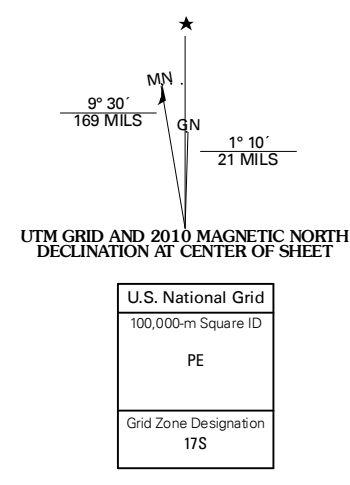 ★
MN
9° 30´
169 MILS
GN
1° 10´
21 MILS
UTM GRID AND 2010 MAGNETIC NORTH
DECLINATION AT CENTER OF SHEET
U.S. National Grid
100,000-m Square ID
PE
Grid Zone Designation
17S